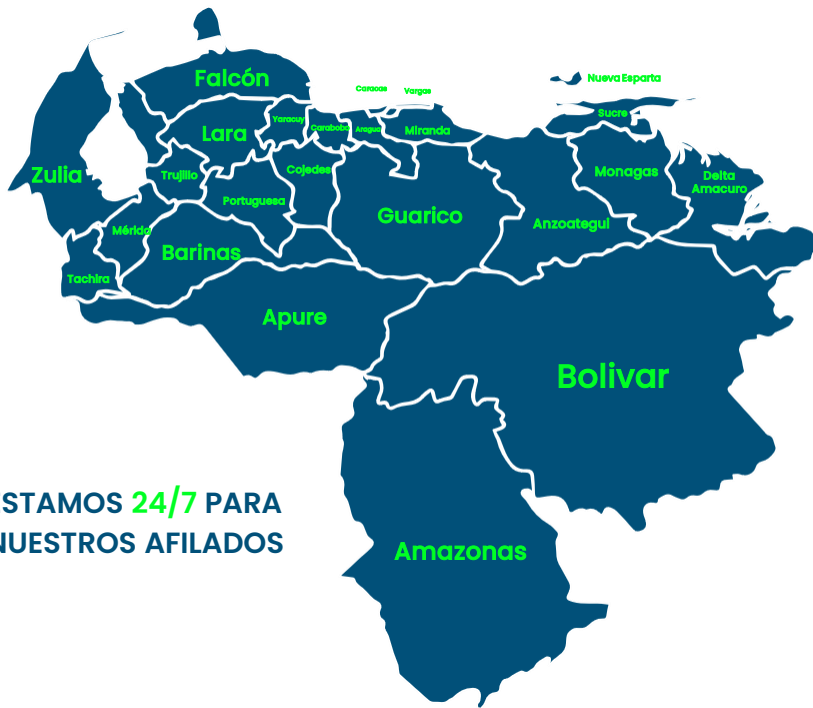 Falcón
Caracas
Vargas
Nueva Esparta
Lara
Yaracuy
Carabobo
Aragua
Miranda
Sucre
Zulia
Trujillo
Cojedes
Portuguesa
Guarico
Monagas
Delta
Amacuro
Mérida
Barinas
Anzoategui
Tachira
Apure
Bolivar
STAMOS 24/7 PARA
NUESTROS AFILADOS
Amazonas